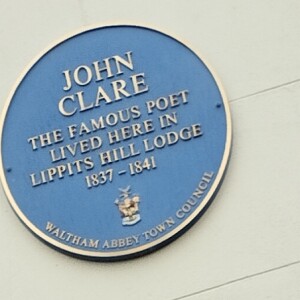 JOHN
CLARE
THE FAMOUS POET
LIVED HERE IN
LIPPITS HILL LODGE
1837 - 1841
WALTHAM ABBEY TOWN COUNCIL